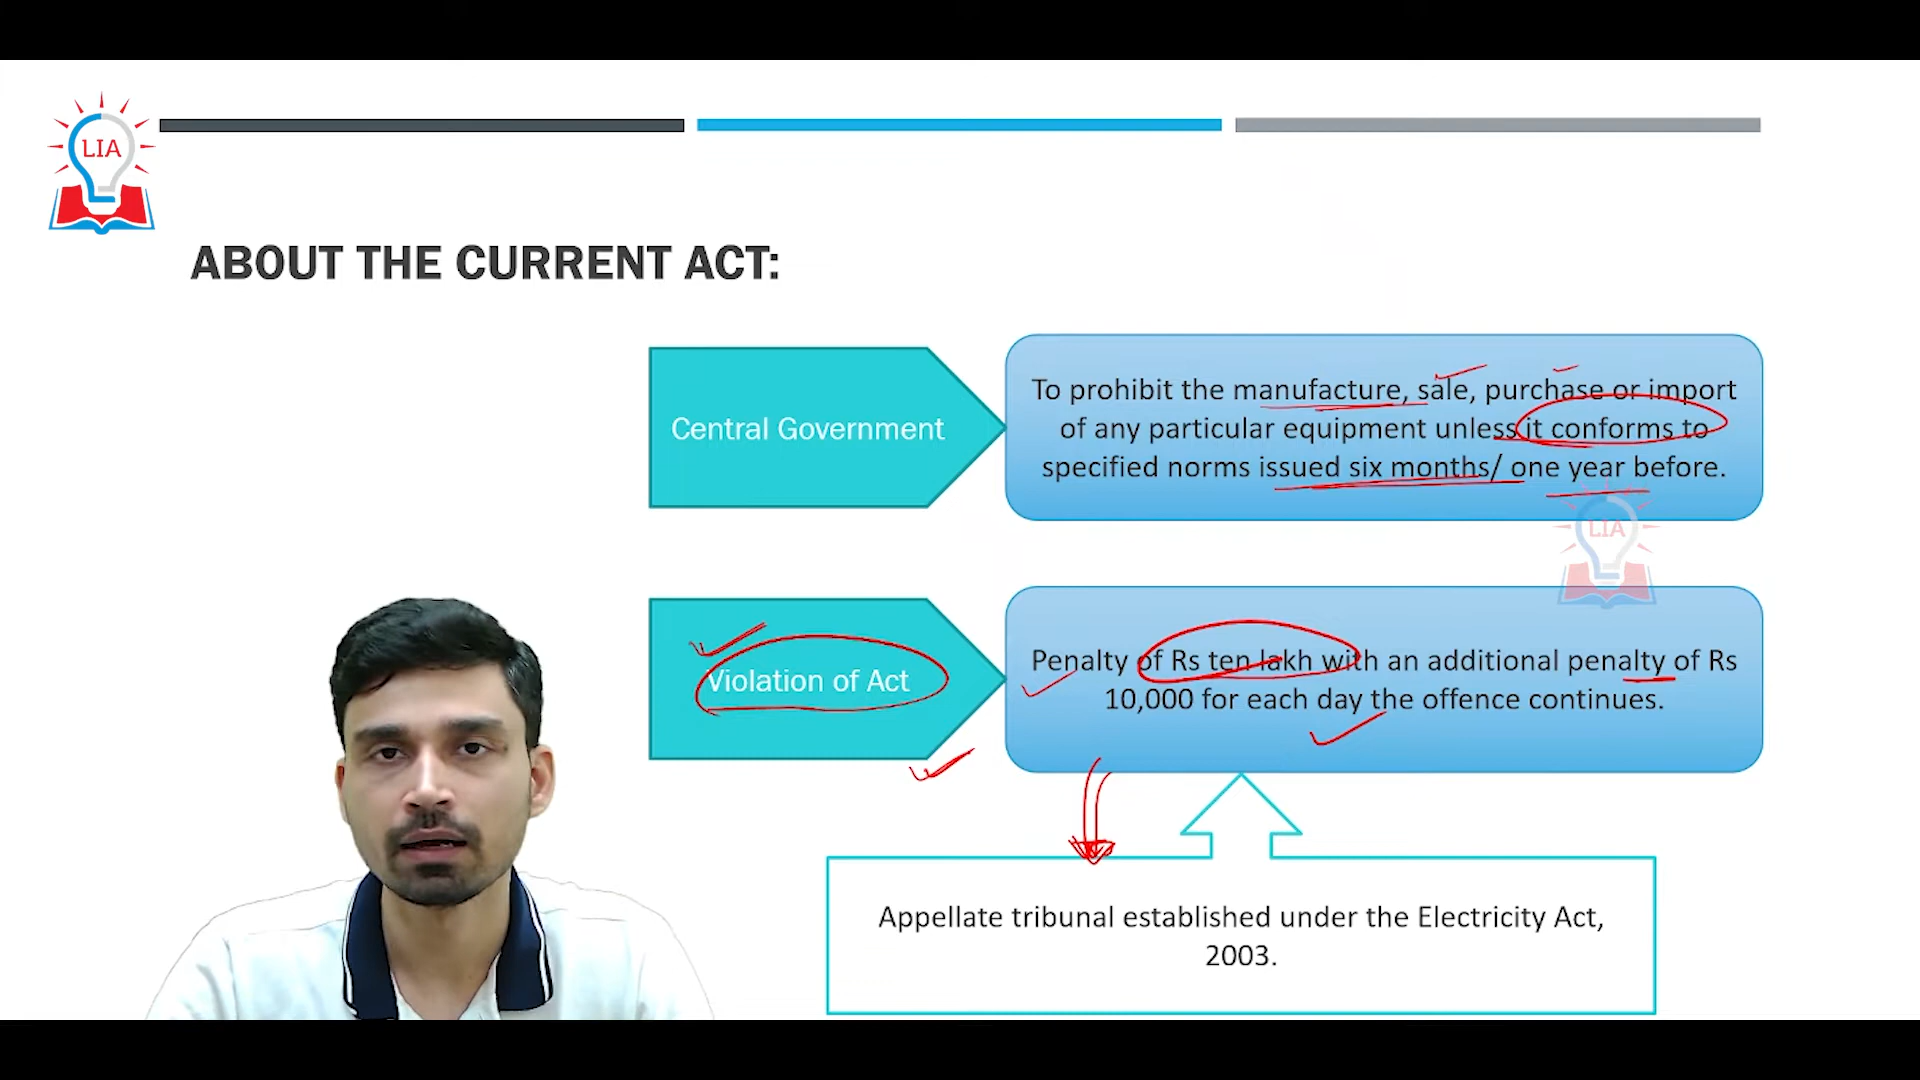 LIA
ABOUT THE CURRENT ACT:
Central Government
To prohibit the manufacture, sale, purchase or import
of any particular equipment unless it conforms to
specified norms issued six months/ one year before.
LIA
Violation of Act
Penalty of Rs ten lakh with an additional penalty of Rs
10,000 for each day the offence continues.
Appellate tribunal established under the Electricity Act,
2003.